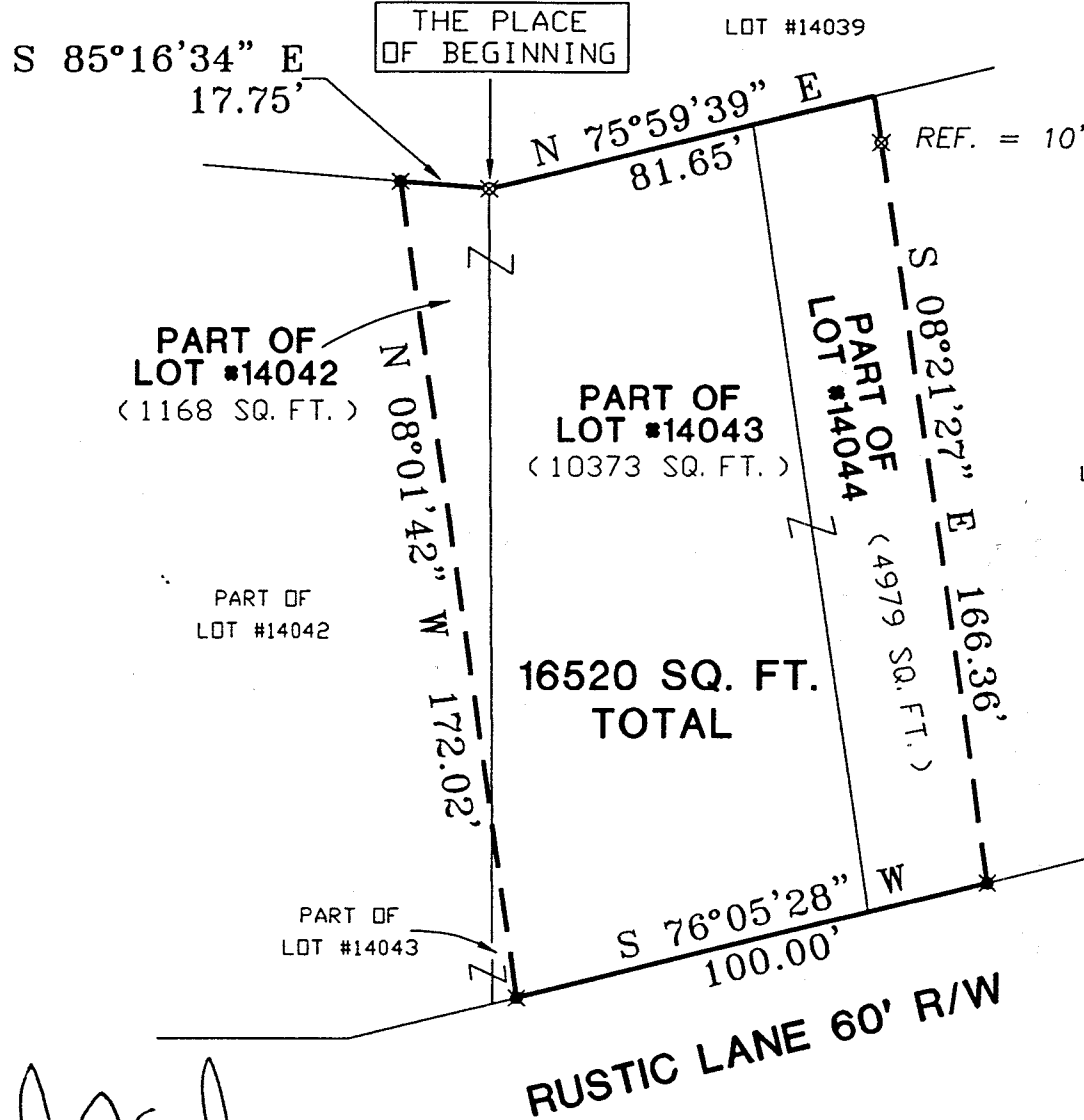 THE PLACE
OF BEGINNING
LOT #14039
S 85°16'34" E
17.75'
N 75°59'39" E
81.65'
REF. = 10'
PART OF
LOT #14042
(1168 SQ. FT.)
N 08°01'42" W 172.02'
PART OF
LOT #14043
(10373 SQ. FT.)
PART OF
LOT #14044
(4979 SQ. FT.)
S 08°21'27" E 166.36'
PART OF
LOT #14042
16520 SQ. FT.
TOTAL
PART OF
LOT #14043
S 76°05'28" W
100.00'
RUSTIC LANE 60' R/W